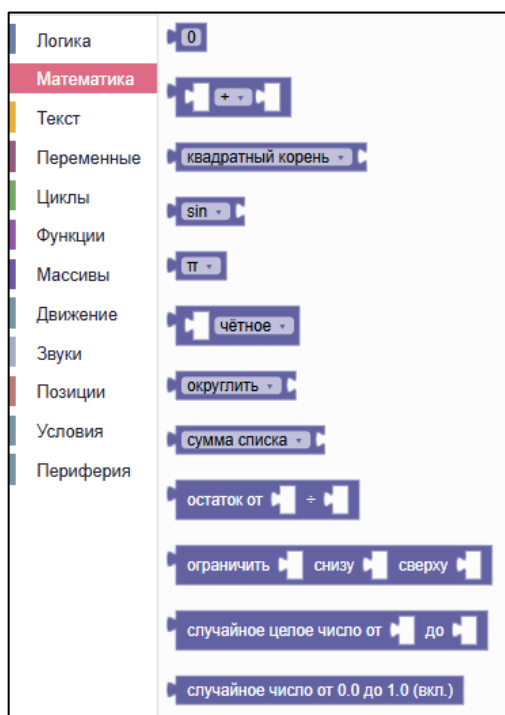 Логика
Математика
Текст
Переменные
Циклы
Функции
Массивы
Движение
Звуки
Позиции
Условия
Периферия
0
+
квадратный корень
sin
π
чётное
округлить
сумма списка
остаток от ÷
ограничить снизу сверху
случайное целое число от до
случайное число от 0.0 до 1.0 (вкл.)